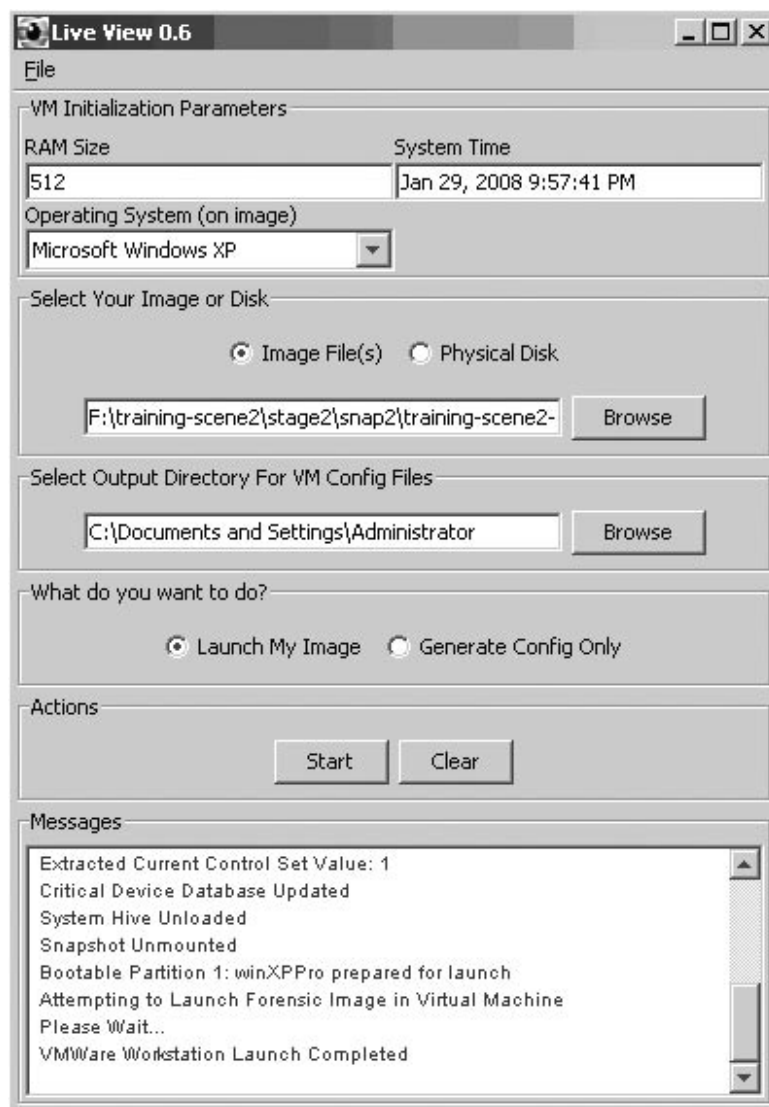 Live View 0.6
File
VM Initialization Parameters
RAM Size System Time
512 Jan 29, 2008 9:57:41 PM
Operating System (on image)
Microsoft Windows XP
Select Your Image or Disk
Image File(s) Physical Disk
F:\training-scene2\stage2\snap2\training-scene2- Browse
Select Output Directory For VM Config Files
C:\Documents and Settings\Administrator Browse
What do you want to do?
Launch My Image Generate Config Only
Actions
Start Clear
Messages
Extracted Current Control Set Value: 1
Critical Device Database Updated
System Hive Unloaded
Snapshot Unmounted
Bootable Partition 1: winXPPro prepared for launch
Attempting to Launch Forensic Image in Virtual Machine
Please Wait...
VMWare Workstation Launch Completed